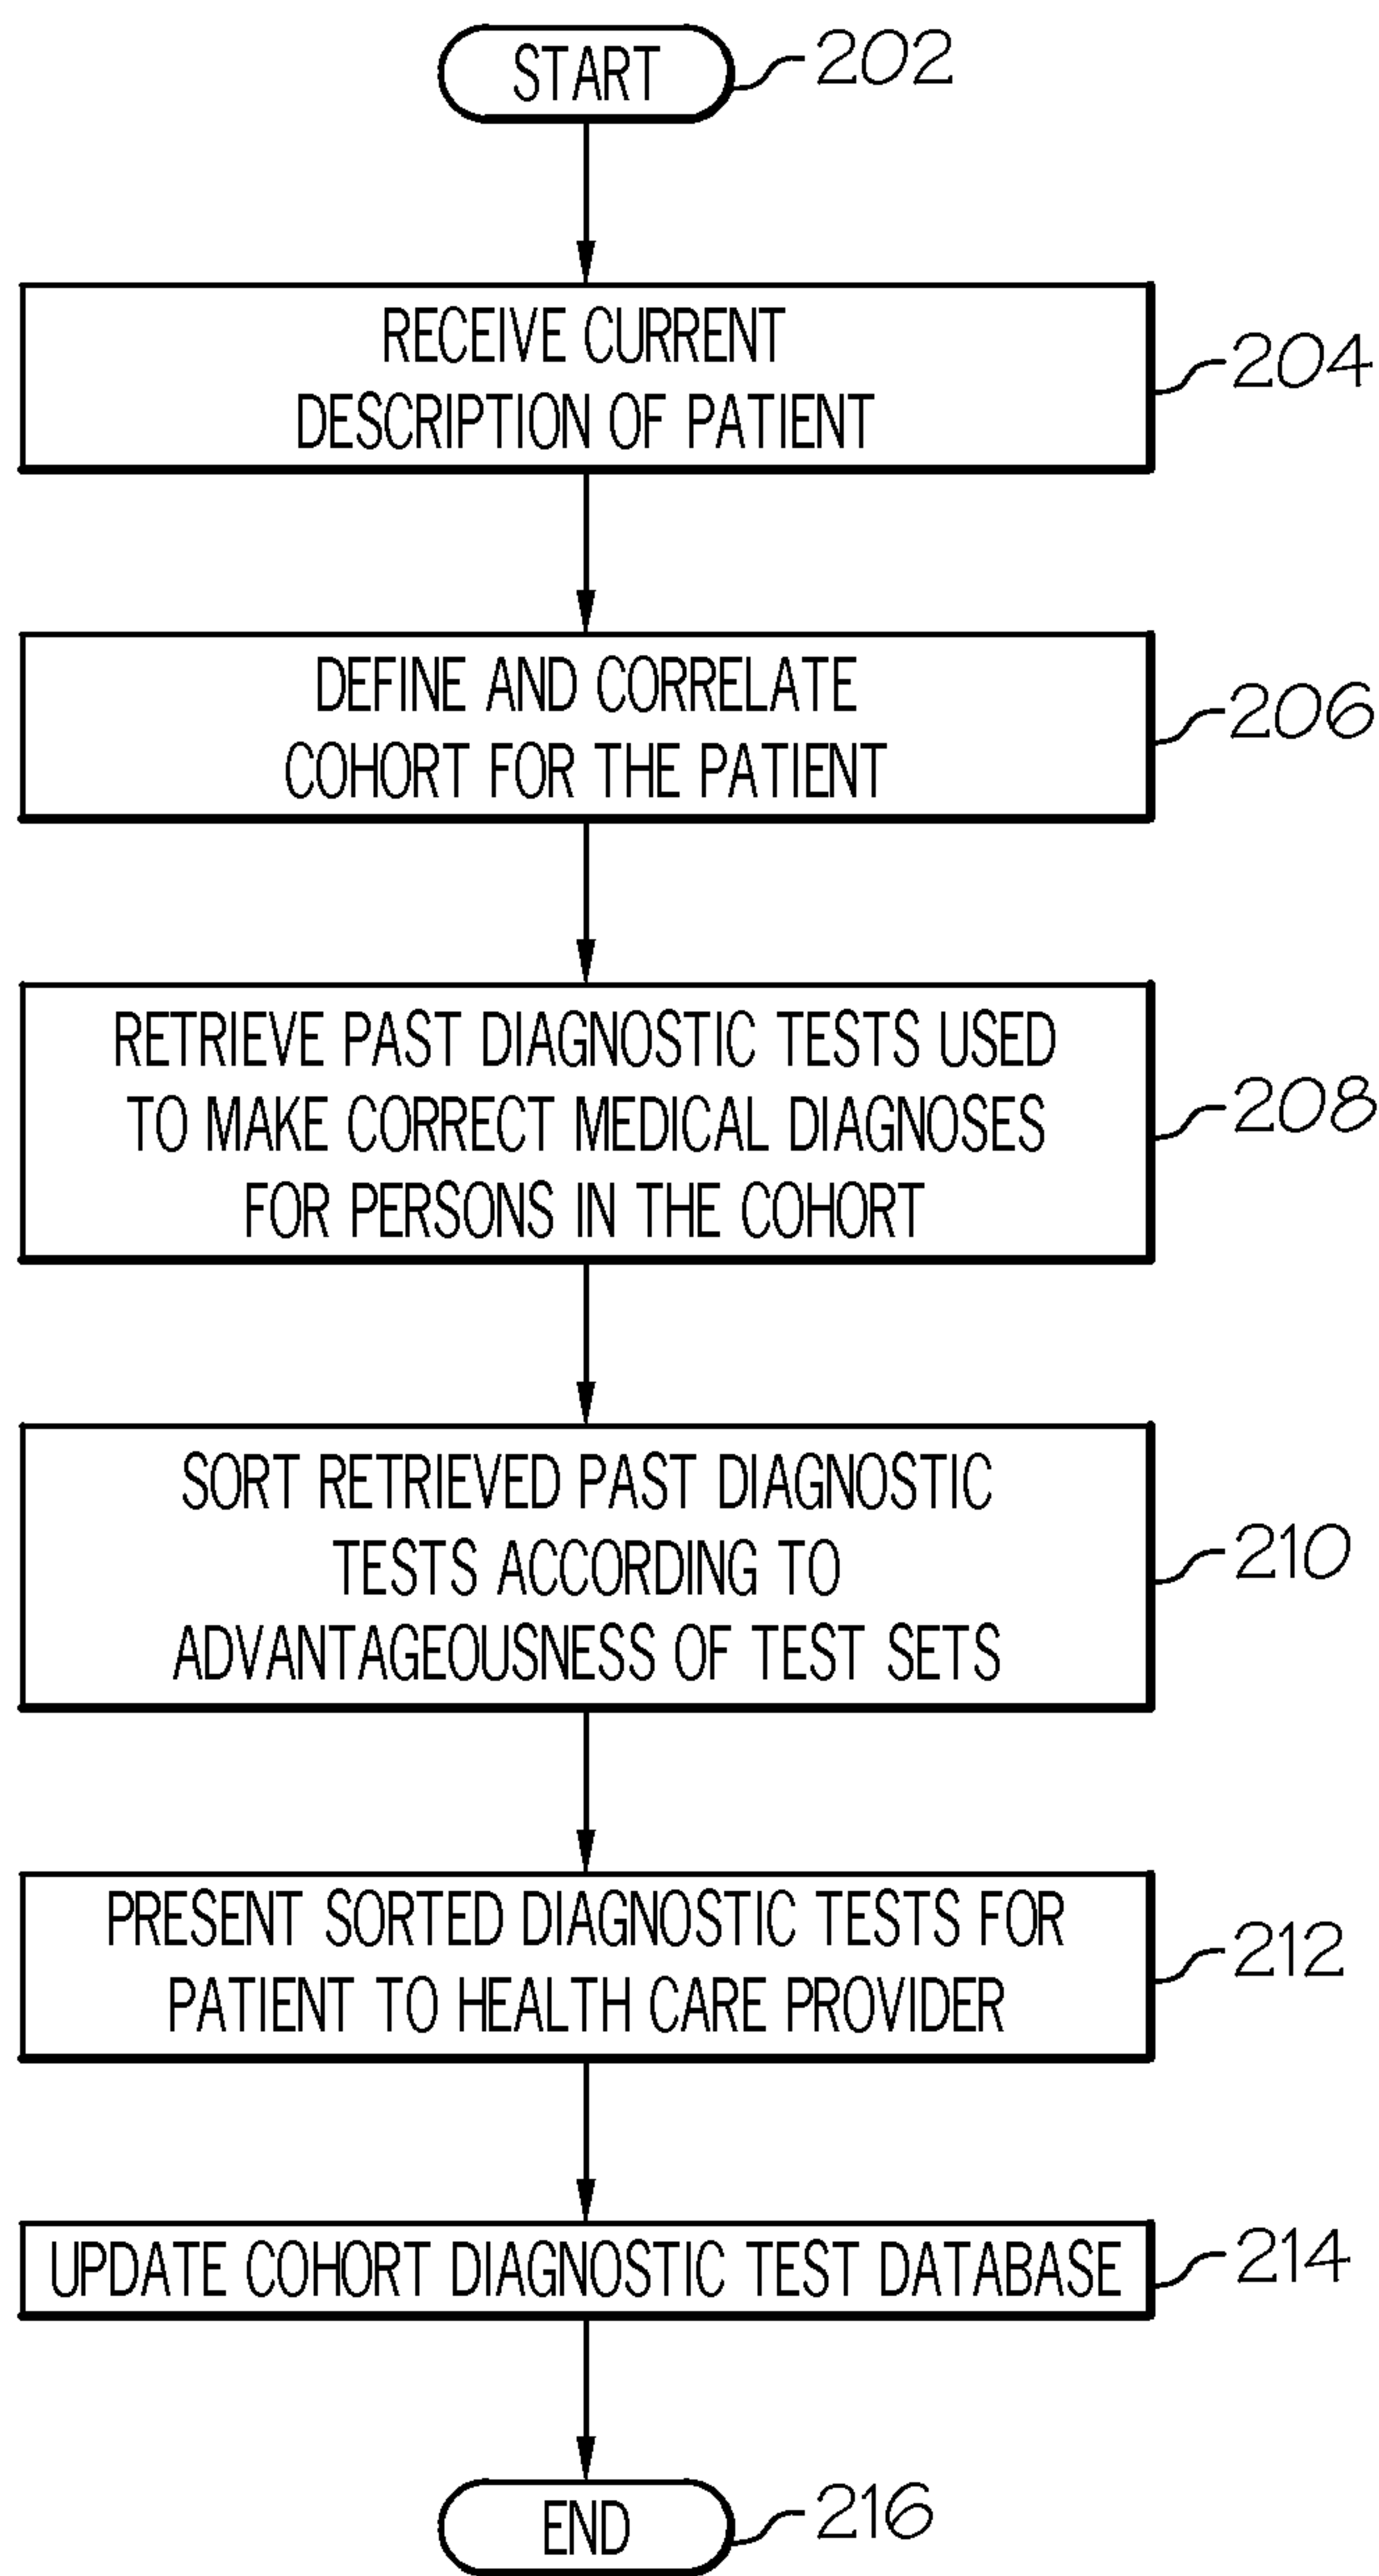 START
202
RECEIVE CURRENT
DESCRIPTION OF PATIENT
204
DEFINE AND CORRELATE
COHORT FOR THE PATIENT
206
RETRIEVE PAST DIAGNOSTIC TESTS USED
TO MAKE CORRECT MEDICAL DIAGNOSES
FOR PERSONS IN THE COHORT
208
SORT RETRIEVED PAST DIAGNOSTIC
TESTS ACCORDING TO
ADVANTAGEOUSNESS OF TEST SETS
210
PRESENT SORTED DIAGNOSTIC TESTS FOR
PATIENT TO HEALTH CARE PROVIDER
212
UPDATE COHORT DIAGNOSTIC TEST DATABASE
214
END
216